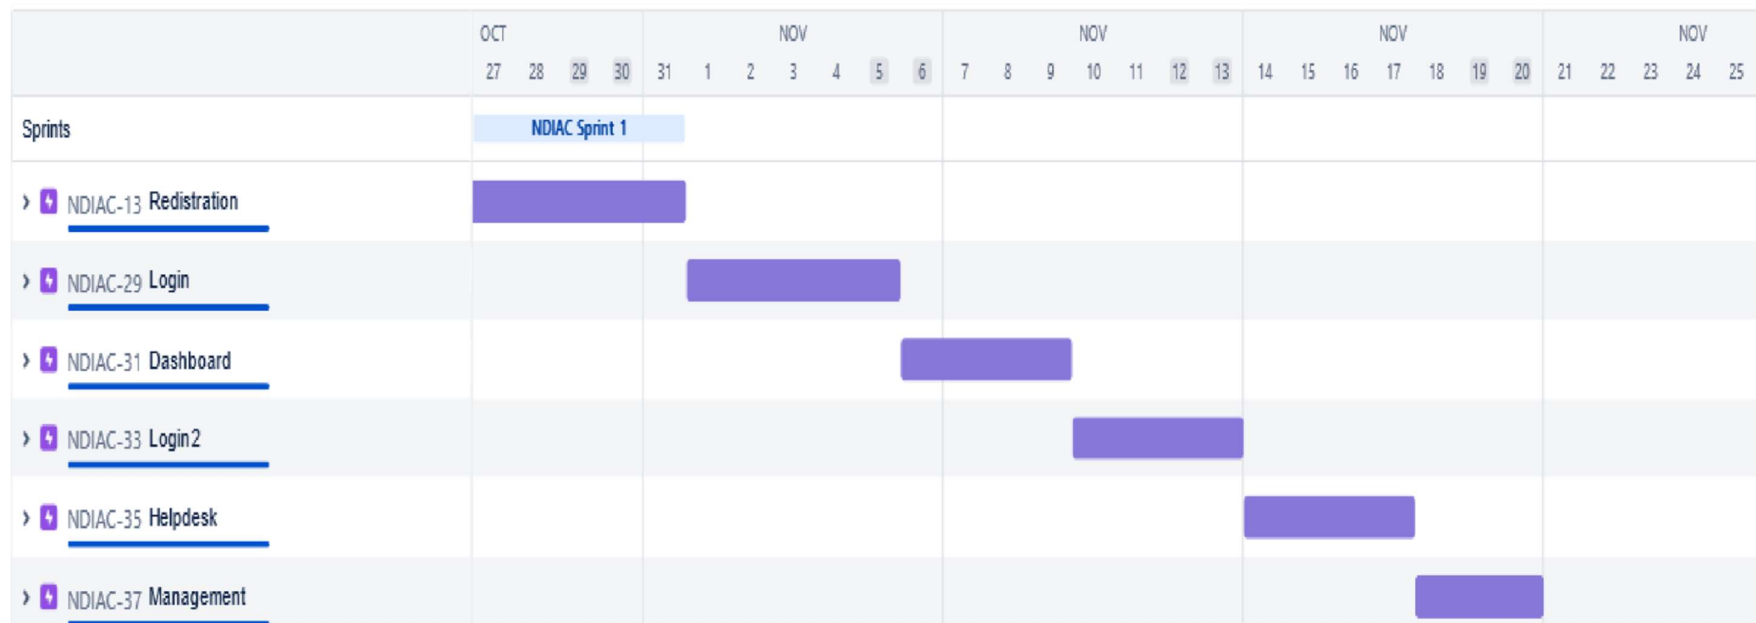 OCT NOV NOV NOV NOV
27 28 29 30 31 1 2 3 4 5 6 7 8 9 10 11 12 13 14 15 16 17 18 19 20 21 22 23 24 25
Sprints NDIAC Sprint 1
NDIAC-13 Redistration
NDIAC-29 Login
NDIAC-31 Dashboard
NDIAC-33 Login2
NDIAC-35 Helpdesk
NDIAC-37 Management